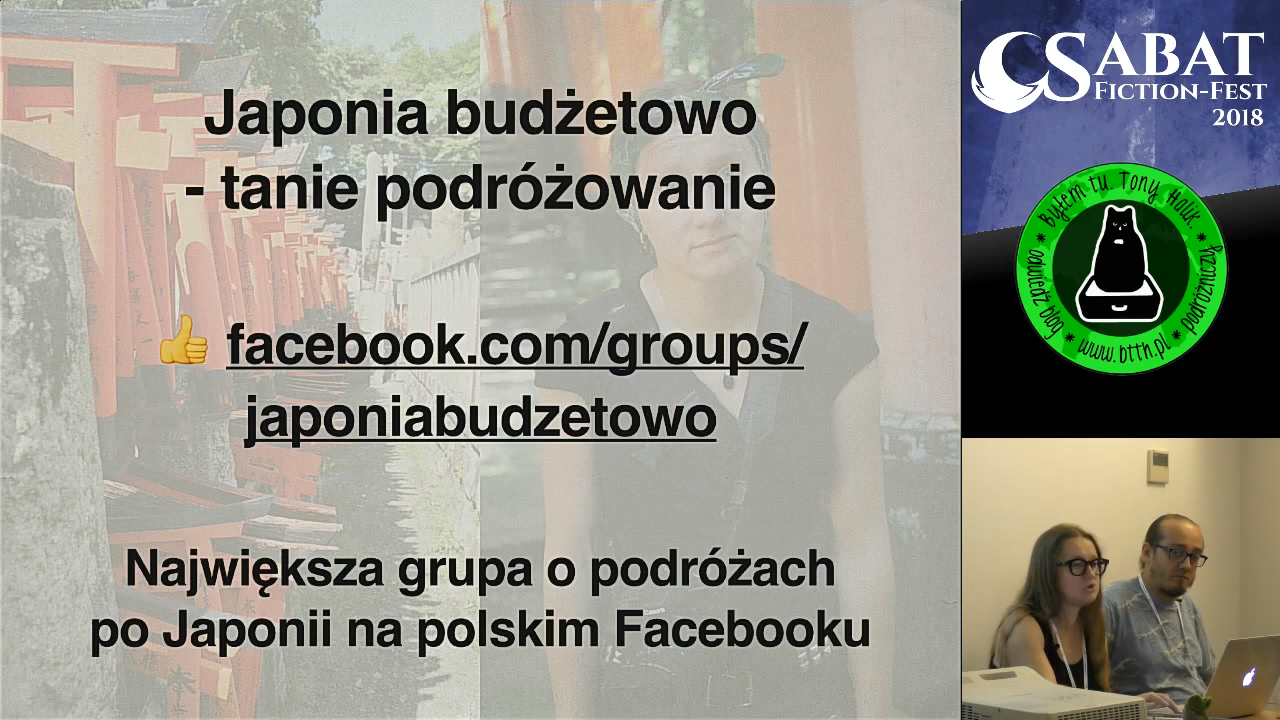 Japonia budżetowo
- tanie podróżowanie
👍 facebook.com/groups/
japoniabudzetowo
Największa grupa o podróżach
po Japonii na polskim Facebooku
SABAT
FICTION-FEST
2018
Byłem tu. Tony Halik.
Podróżniczy
www.btth.pl